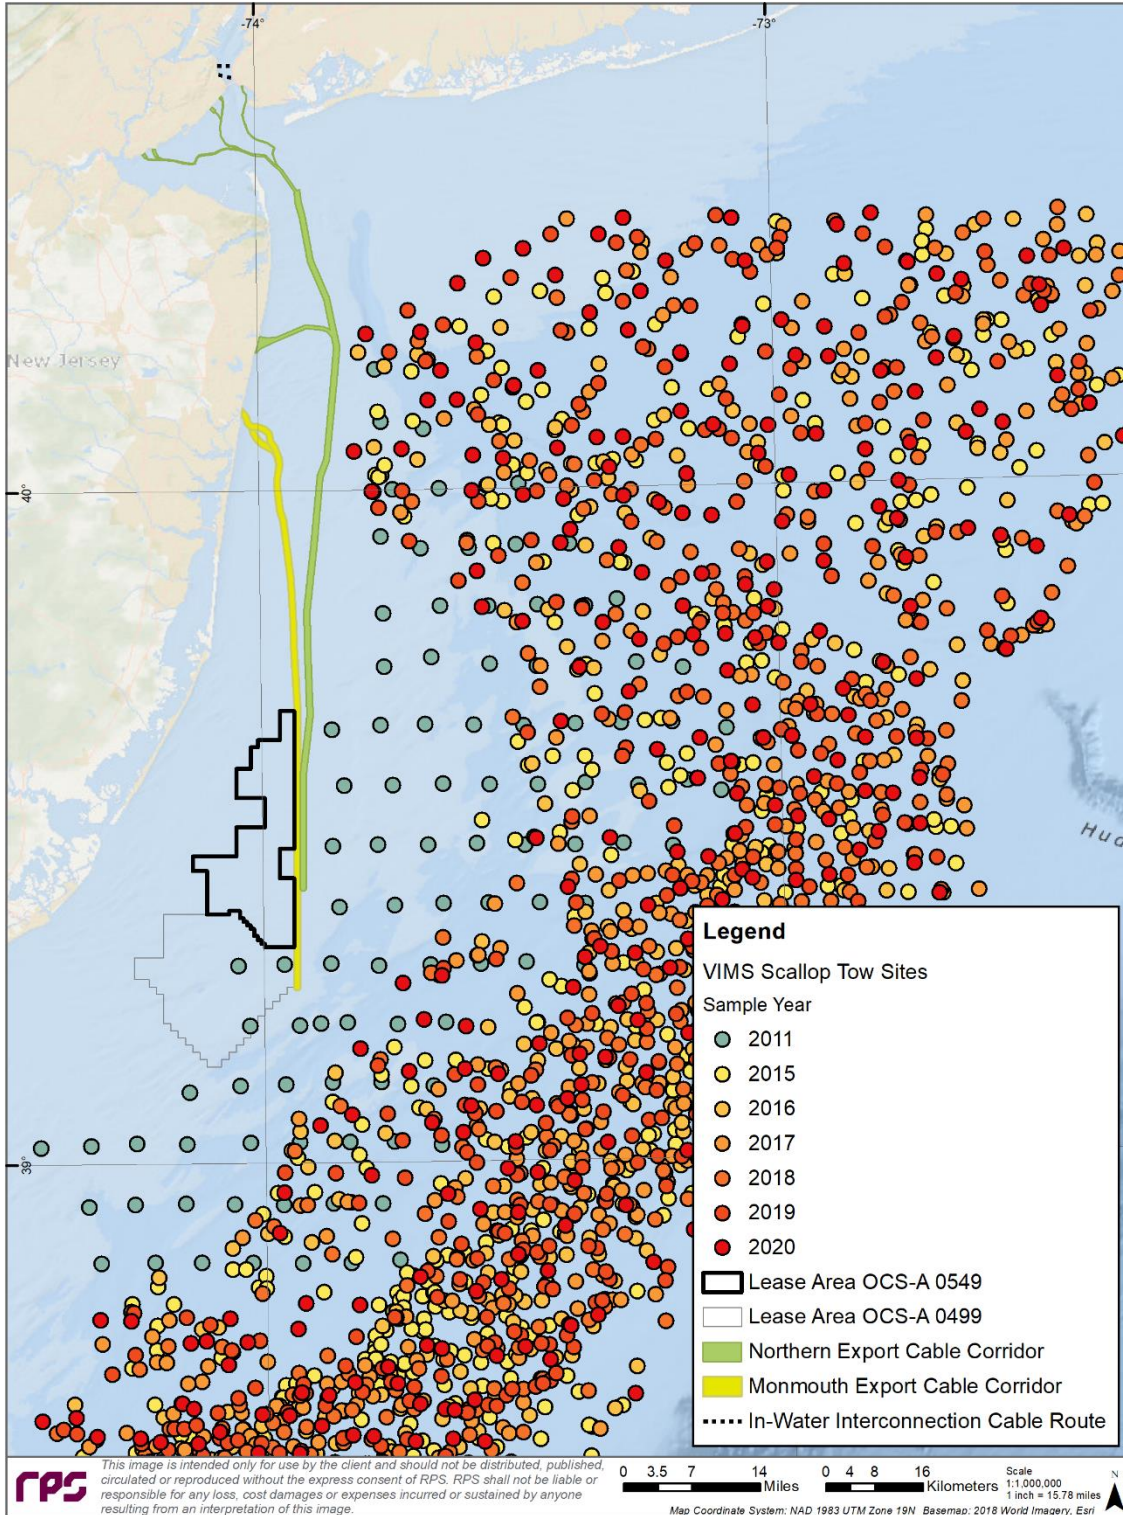 -74°
-73°
New Jersey
40°
Hud
39°
Legend
VIMS Scallop Tow Sites
Sample Year
2011
2015
2016
2017
2018
2019
2020
Lease Area OCS-A 0549
Lease Area OCS-A 0499
Northern Export Cable Corridor
Monmouth Export Cable Corridor
In-Water Interconnection Cable Route
rps
This image is intended only for use by the client and should not be distributed, published,
circulated or reproduced without the express consent of RPS. RPS shall not be liable or
responsible for any loss, cost damages or expenses incurred or sustained by anyone
resulting from an interpretation of this image.
0 3.5 7 14
Miles
0 4 8 16
Kilometers
Scale
1:1,000,000
1 inch = 15.78 miles
N
Map Coordinate System: NAD 1983 UTM Zone 19N Basemap: 2018 World Imagery, Esri